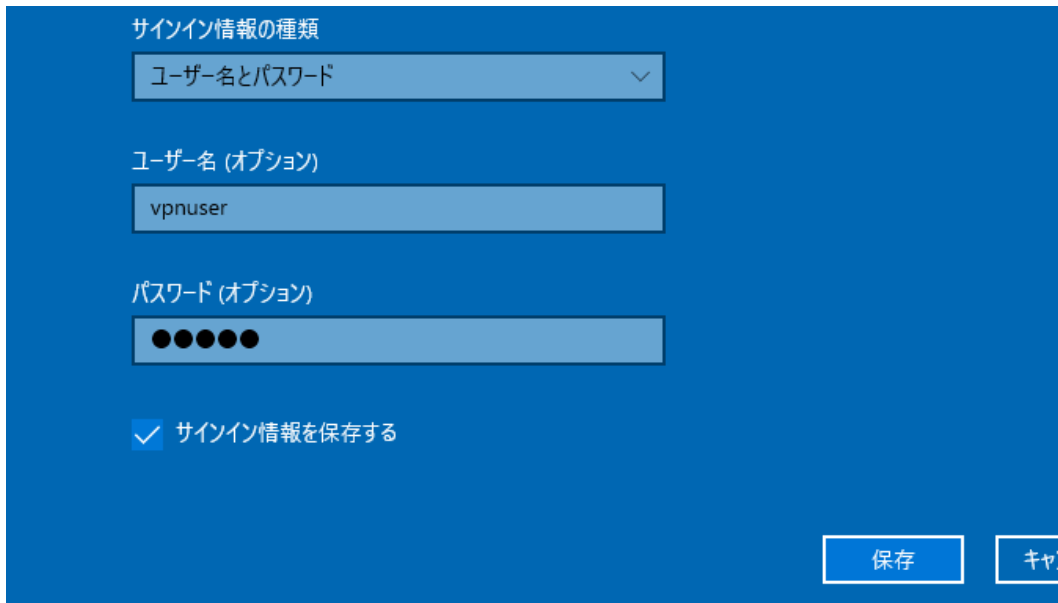 サインイン情報の種類
ユーザー名とパスワード
ユーザー名 (オプション)
vpnuser
パスワード (オプション)
●●●●●
サインイン情報を保存する
保存
キャ